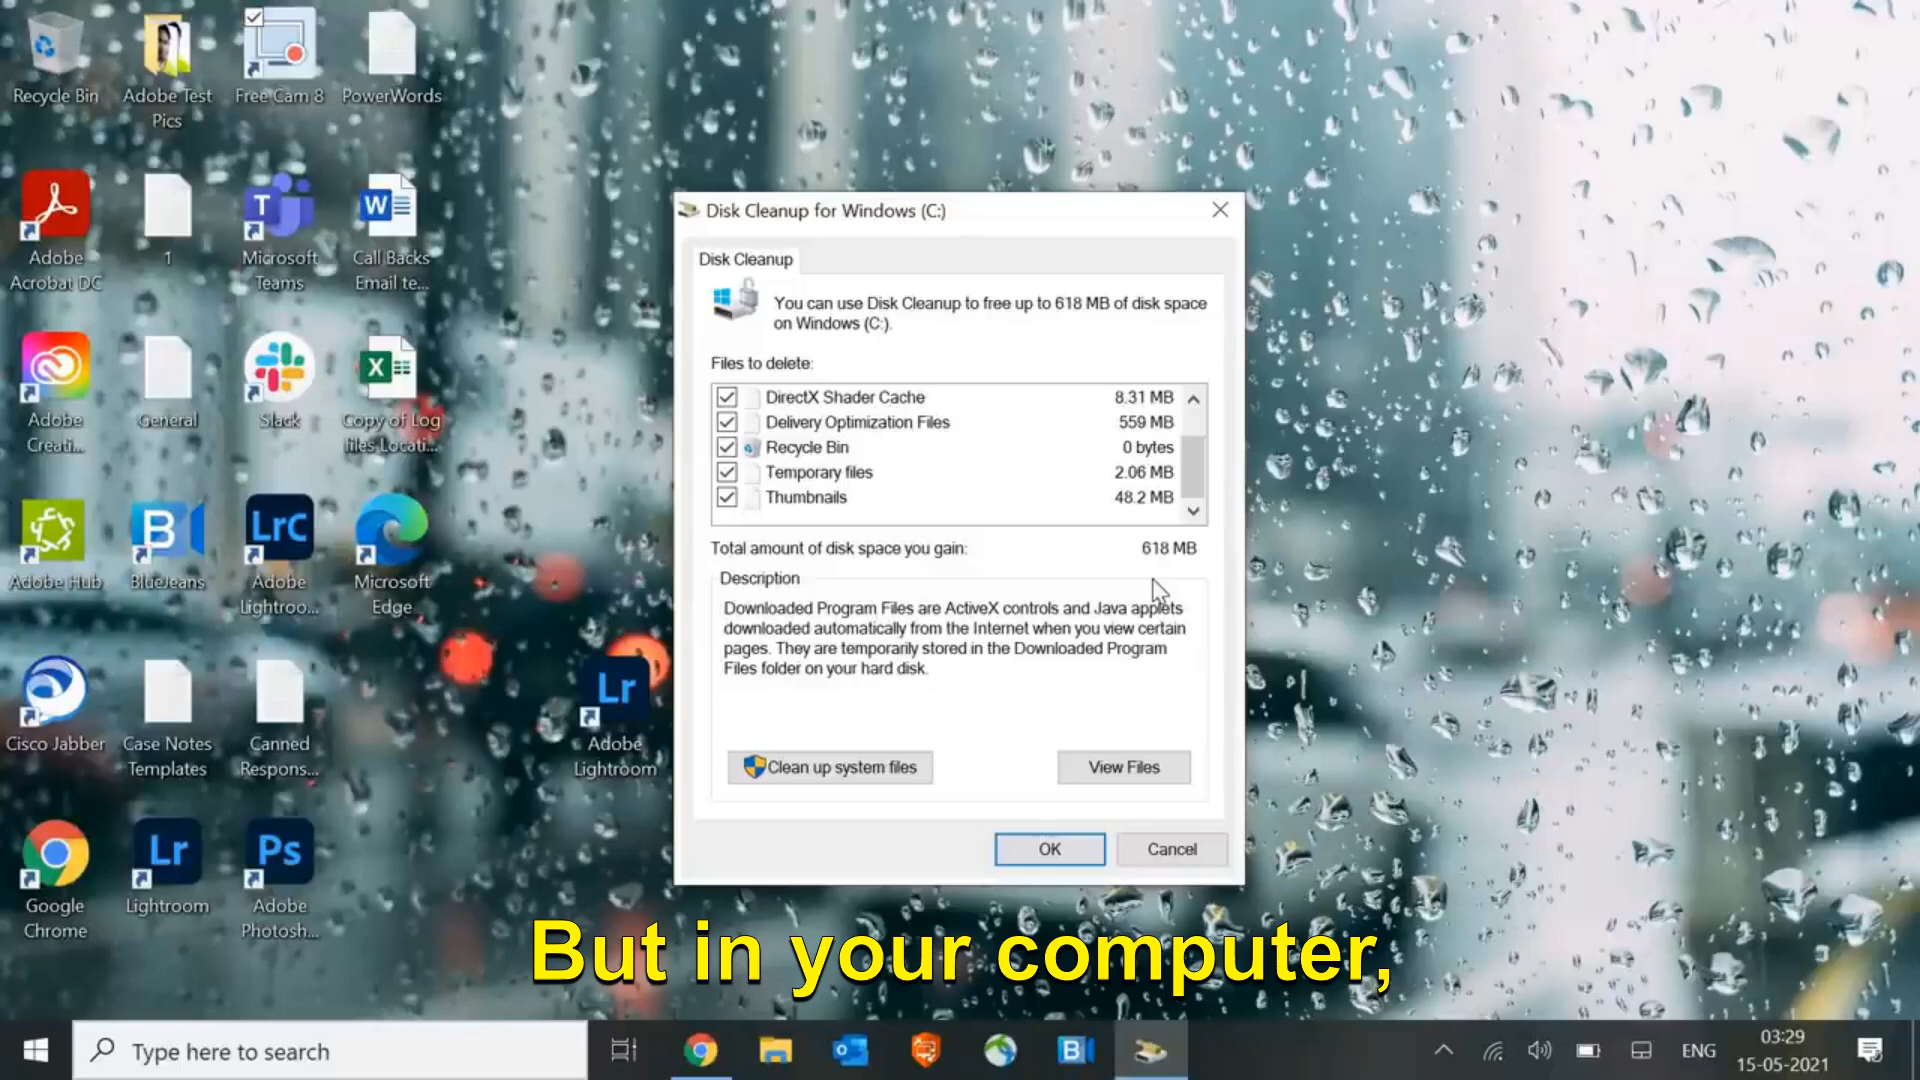 Recycle Bin
Adobe Test
Pics
Free Cam 8
PowerWords
Adobe
Acrobat DC
1
Microsoft
Teams
Call Backs
Email te...
Adobe
Creati...
General
Slack
Copy of Log
files Locati...
Adobe Hub
BlueJeans
Adobe
Lightroo...
Microsoft
Edge
Cisco Jabber
Case Notes
Templates
Canned
Respons...
Adobe
Lightroom
Google
Chrome
Lightroom
Adobe
Photosh...
Disk Cleanup for Windows (C:)
Disk Cleanup
You can use Disk Cleanup to free up to 618 MB of disk space
on Windows (C:).
Files to delete:
DirectX Shader Cache 8.31 MB
Delivery Optimization Files 559 MB
Recycle Bin 0 bytes
Temporary files 2.06 MB
Thumbnails 48.2 MB
Total amount of disk space you gain: 618 MB
Description
Downloaded Program Files are ActiveX controls and Java applets
downloaded automatically from the Internet when you view certain
pages. They are temporarily stored in the Downloaded Program
Files folder on your hard disk.
Clean up system files
View Files
OK
Cancel
But in your computer,
Type here to search
ENG
03:29
15-05-2021